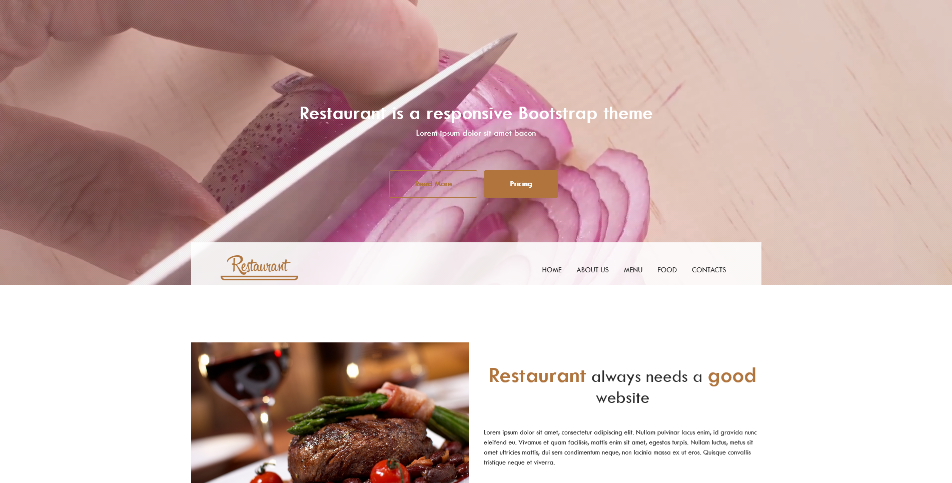 Restaurant is a responsive Bootstrap theme
Lorem ipsum dolor sit amet bacon
Read More
Pricing
Restaurant
HOME ABOUT US MENU FOOD CONTACTS
Restaurant always needs a good
website
Lorem ipsum dolor sit amet, consectetur adipiscing elit. Nullam pulvinar lacus enim, id gravida nunc
eleifend eu. Vivamus et quam facilisis, mattis enim sit amet, egestas turpis. Nullam luctus, metus sit
amet ultricies mattis, dui sem condimentum neque, non lacinia massa ex ut eros. Quisque convallis
tristique neque et viverra.